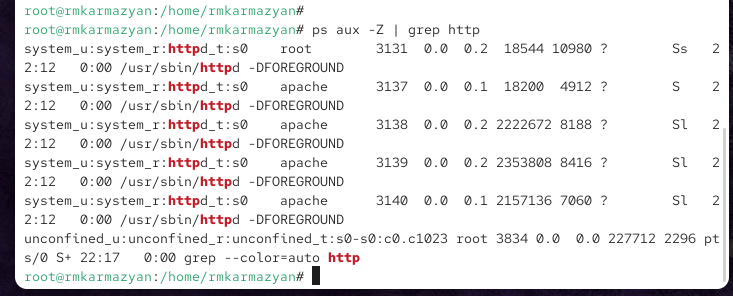 root@rmkarmazyan:/home/rmkarmazyan#
root@rmkarmazyan:/home/rmkarmazyan# ps aux -Z | grep http
system_u:system_r:httpd_t:s0    root        3131  0.0  0.2  18544 10980 ?        Ss   2
2:12   0:00 /usr/sbin/httpd -DFOREGROUND
system_u:system_r:httpd_t:s0    apache      3137  0.0  0.1  18200  4912 ?        S    2
2:12   0:00 /usr/sbin/httpd -DFOREGROUND
system_u:system_r:httpd_t:s0    apache      3138  0.0  0.2 2222672 8188 ?        Sl   2
2:12   0:00 /usr/sbin/httpd -DFOREGROUND
system_u:system_r:httpd_t:s0    apache      3139  0.0  0.2 2353808 8416 ?        Sl   2
2:12   0:00 /usr/sbin/httpd -DFOREGROUND
system_u:system_r:httpd_t:s0    apache      3140  0.0  0.1 2157136 7060 ?        Sl   2
2:12   0:00 /usr/sbin/httpd -DFOREGROUND
unconfined_u:unconfined_r:unconfined_t:s0-s0:c0.c1023 root 3834 0.0  0.0 227712 2296 pt
s/0 S+ 22:17   0:00 grep --color=auto http
root@rmkarmazyan:/home/rmkarmazyan#